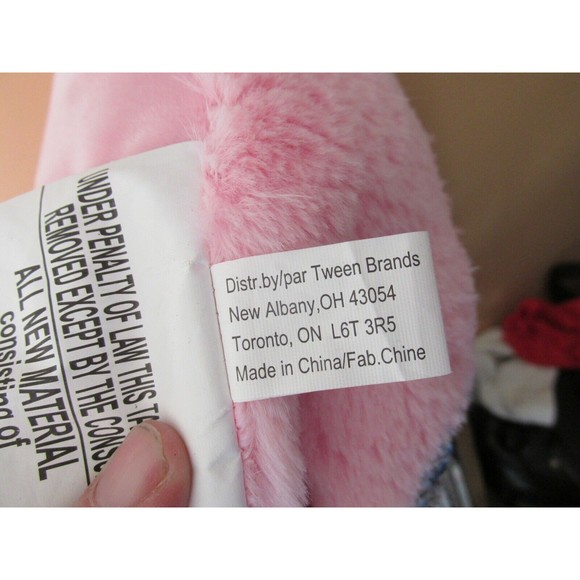 UNDER PENALTY OF LAW THIS
REMOVED EXCEPT BY THE
ALL NEW MATERIAL
consisting of
Distr.by/par Tween Brands
New Albany,OH 43054
Toronto, ON L6T 3R5
Made in China/Fab.Chine